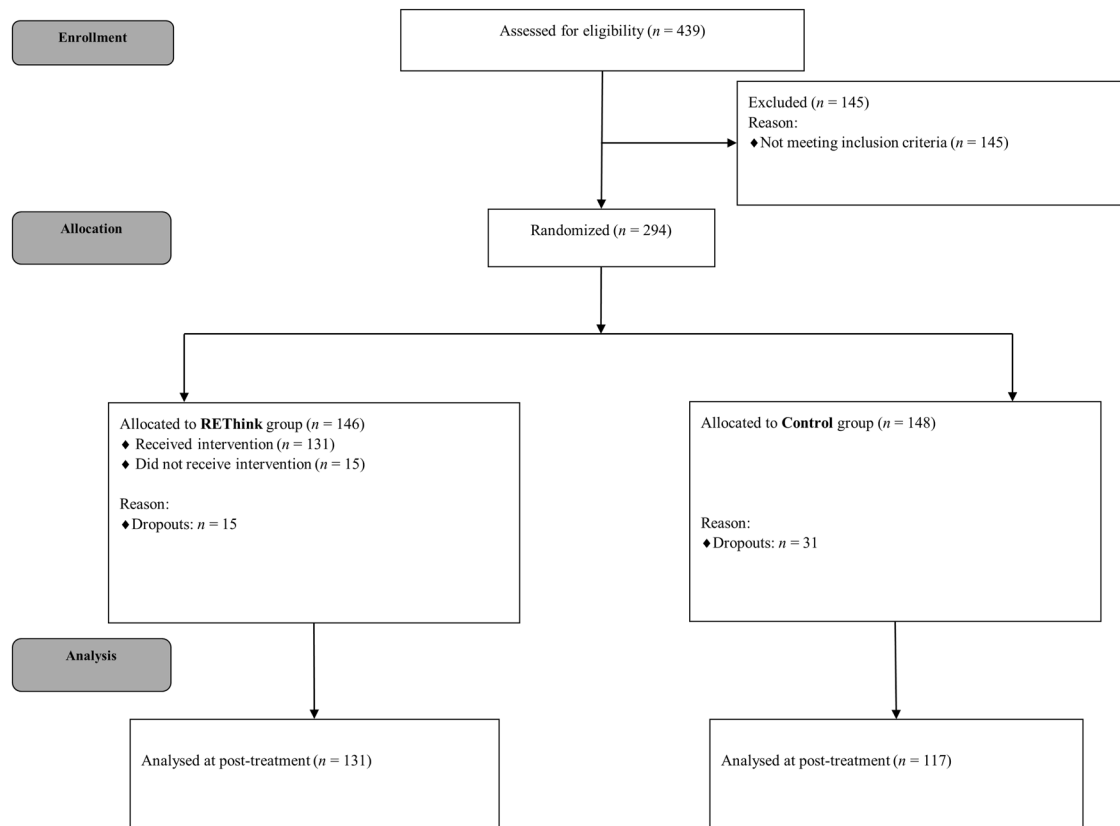 Enrollment
Assessed for eligibility (n = 439)
Excluded (n = 145)
Reason:
♦Not meeting inclusion criteria (n = 145)
Allocation
Randomized (n = 294)
Allocated to REThink group (n = 146)
♦ Received intervention (n = 131)
♦ Did not receive intervention (n = 15)
Reason:
♦Dropouts: n = 15
Allocated to Control group (n = 148)
Reason:
♦Dropouts: n = 31
Analysis
Analysed at post-treatment (n = 131)
Analysed at post-treatment (n = 117)